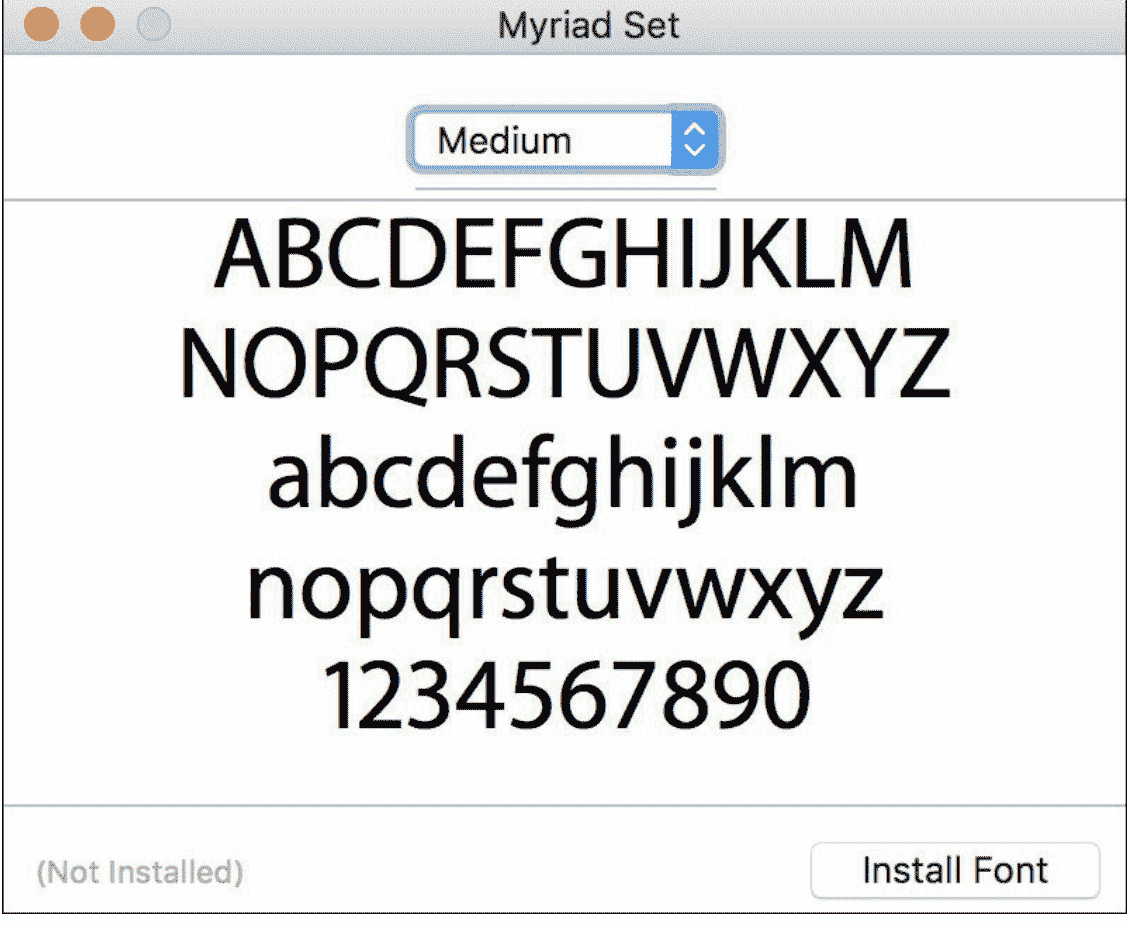 Myriad Set
Medium
ABCDEFGHIJKLM
NOPQRSTUVWXYZ
abcdefghijklm
nopqrstuvwxyz
1234567890
(Not Installed)
Install Font